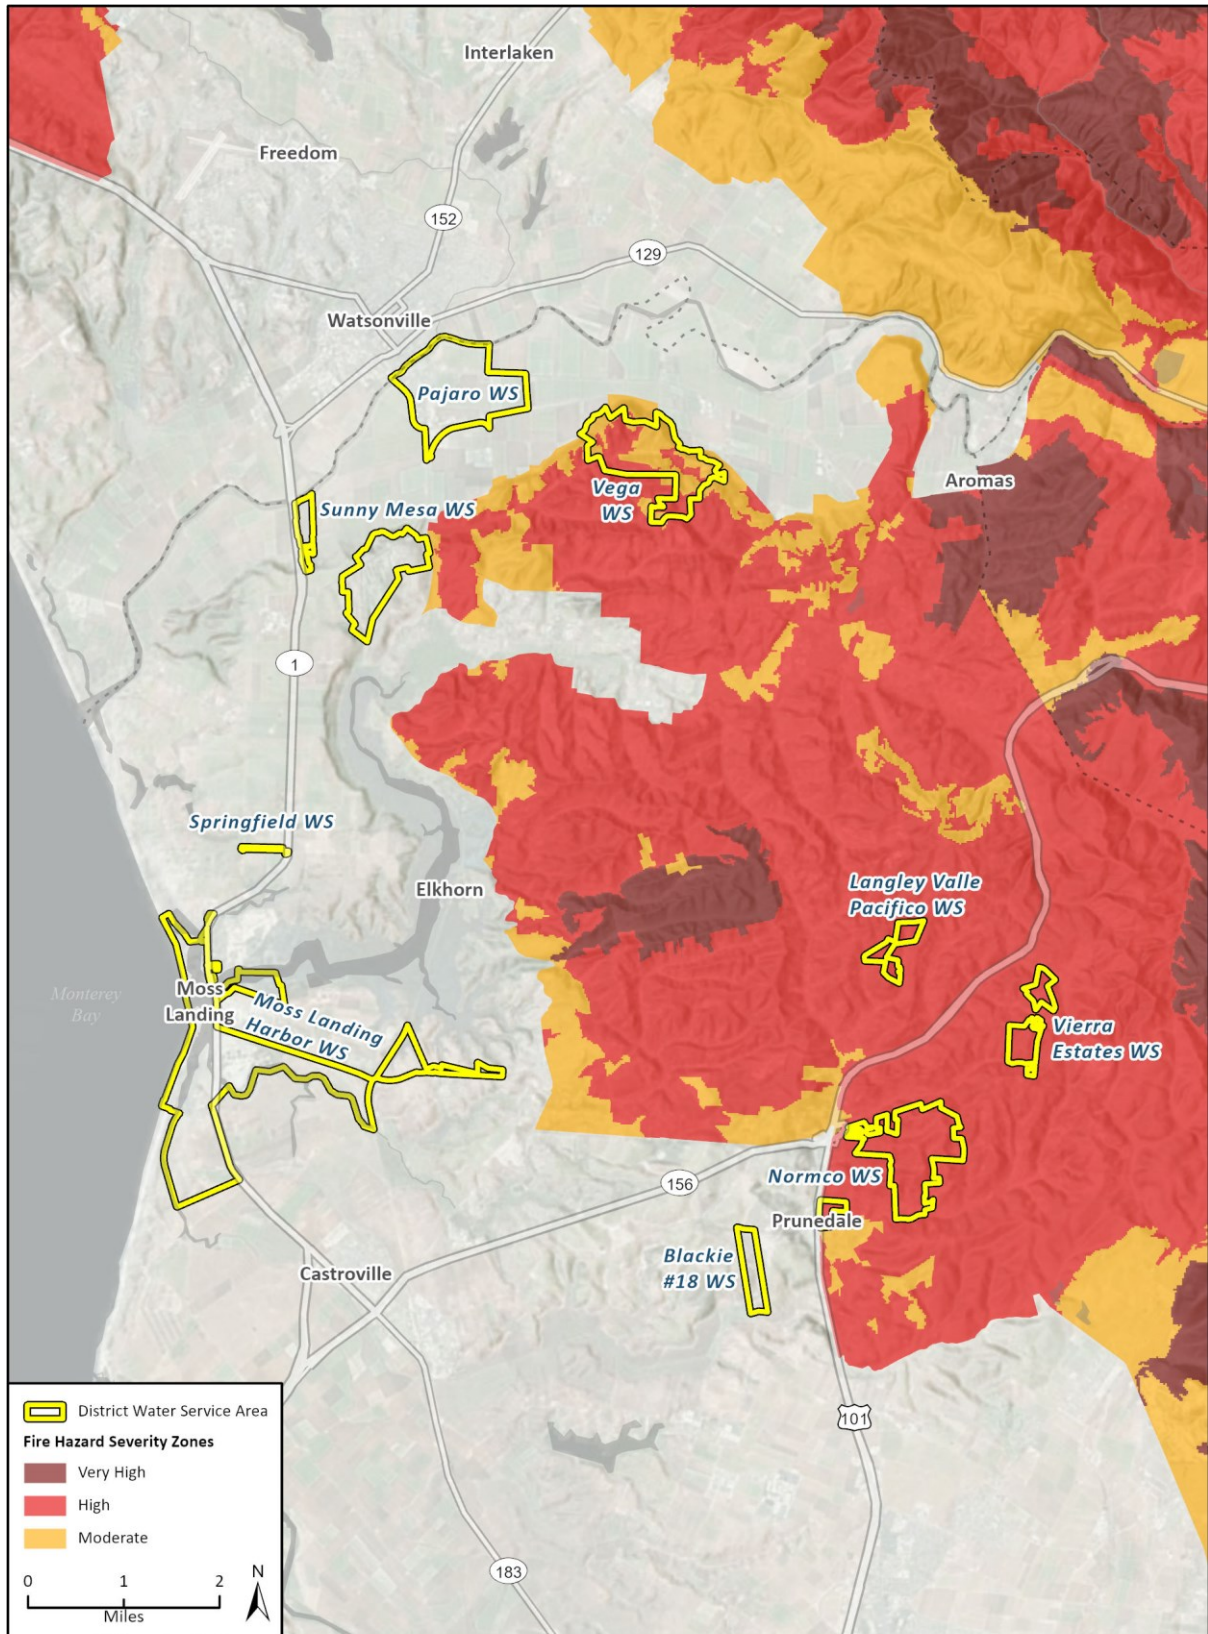 Interlaken
Freedom
152
129
Watsonville
Pajaro WS
Aromas
Vega
WS
Sunny Mesa WS
1
Springfield WS
Elkhorn
Langley Valle
Pacifico WS
Monterey
Bay
Moss
Landing
Moss Landing
Harbor WS
Vierra
Estates WS
Normco WS
156
Prunedale
Blackie
#18 WS
Castroville
101
183
District Water Service Area
Fire Hazard Severity Zones
Very High
High
Moderate
0 1 2
Miles
N